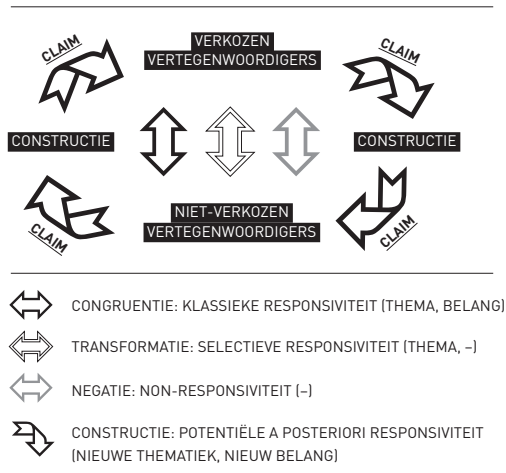 CLAIM
VERKOZEN
VERTEGENWOORDIGERS
CLAIM
CONSTRUCTIE
CONSTRUCTIE
CLAIM
NIET-VERKOZEN
VERTEGENWOORDIGERS
CLAIM
CONGRUENTIE: KLASSIEKE RESPONSIVITEIT (THEMA, BELANG)
TRANSFORMATIE: SELECTIEVE RESPONSIVITEIT (THEMA, –)
NEGATIE: NON-RESPONSIVITEIT (–)
CONSTRUCTIE: POTENTIËLE A POSTERIORI RESPONSIVITEIT
(NIEUWE THEMATIEK, NIEUW BELANG)